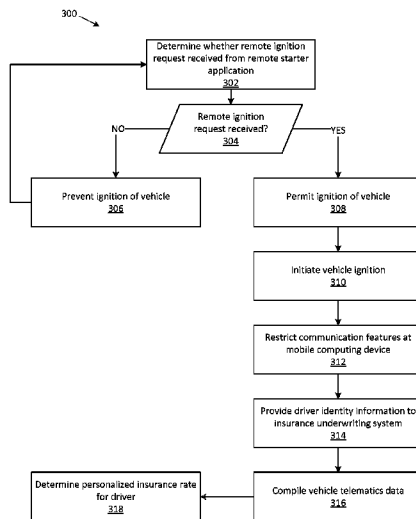 300
Determine whether remote ignition
request received from remote starter
application
302
Remote ignition
request received?
304
NO
YES
Prevent ignition of vehicle
306
Permit ignition of vehicle
308
Initiate vehicle ignition
310
Restrict communication features at
mobile computing device
312
Provide driver identity information to
insurance underwriting system
314
Determine personalized insurance rate
for driver
318
Compile vehicle telematics data
316